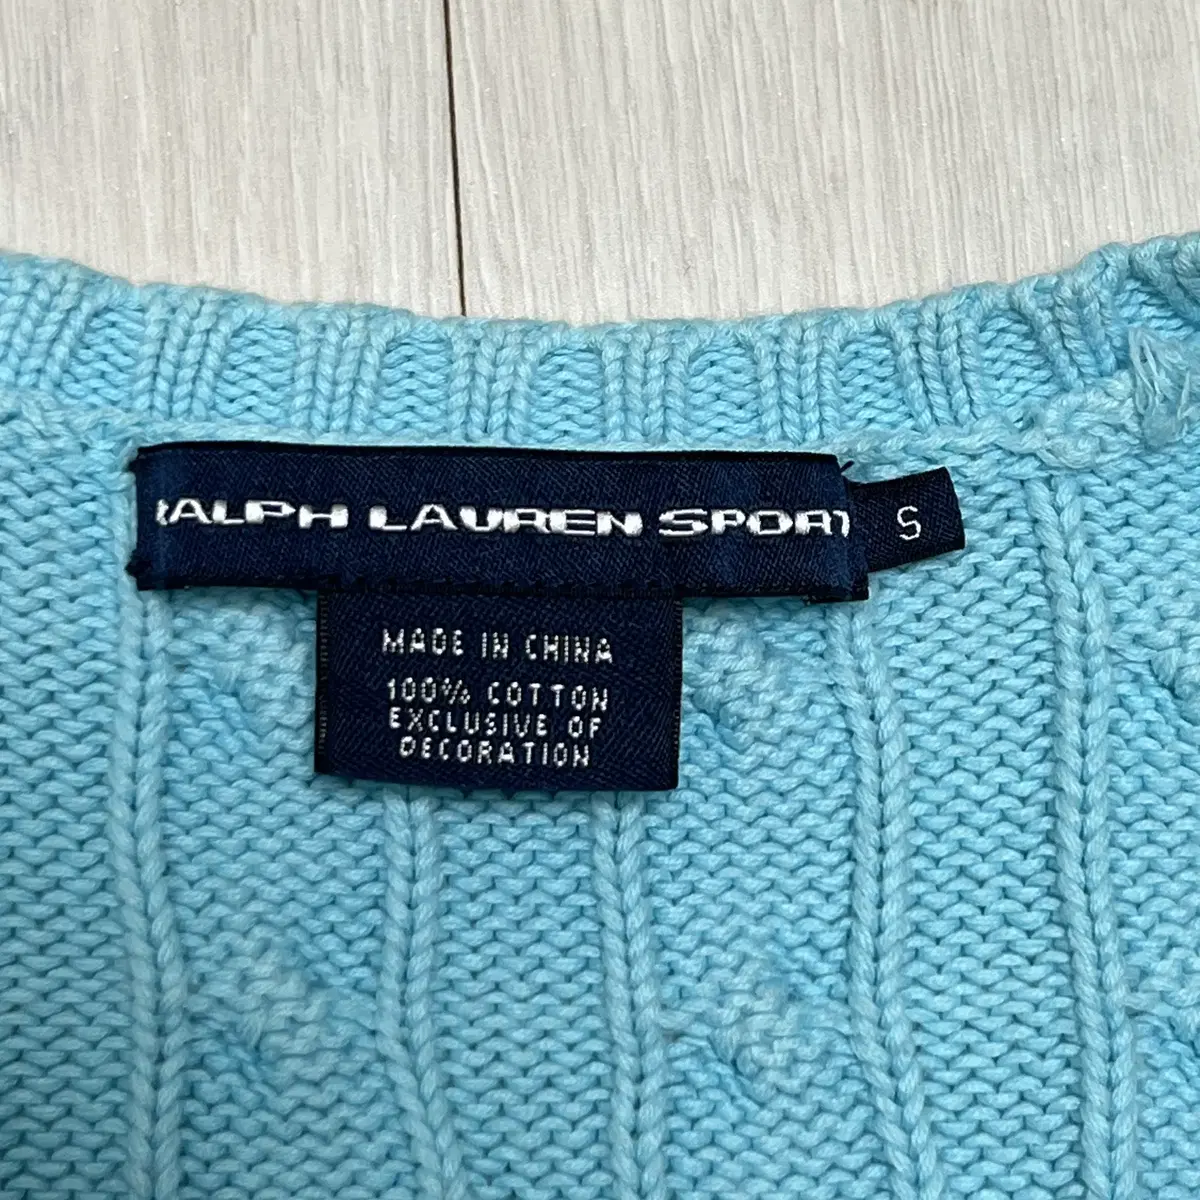 RALPH LAUREN SPORT
S
MADE IN CHINA
100% COTTON
EXCLUSIVE OF
DECORATION